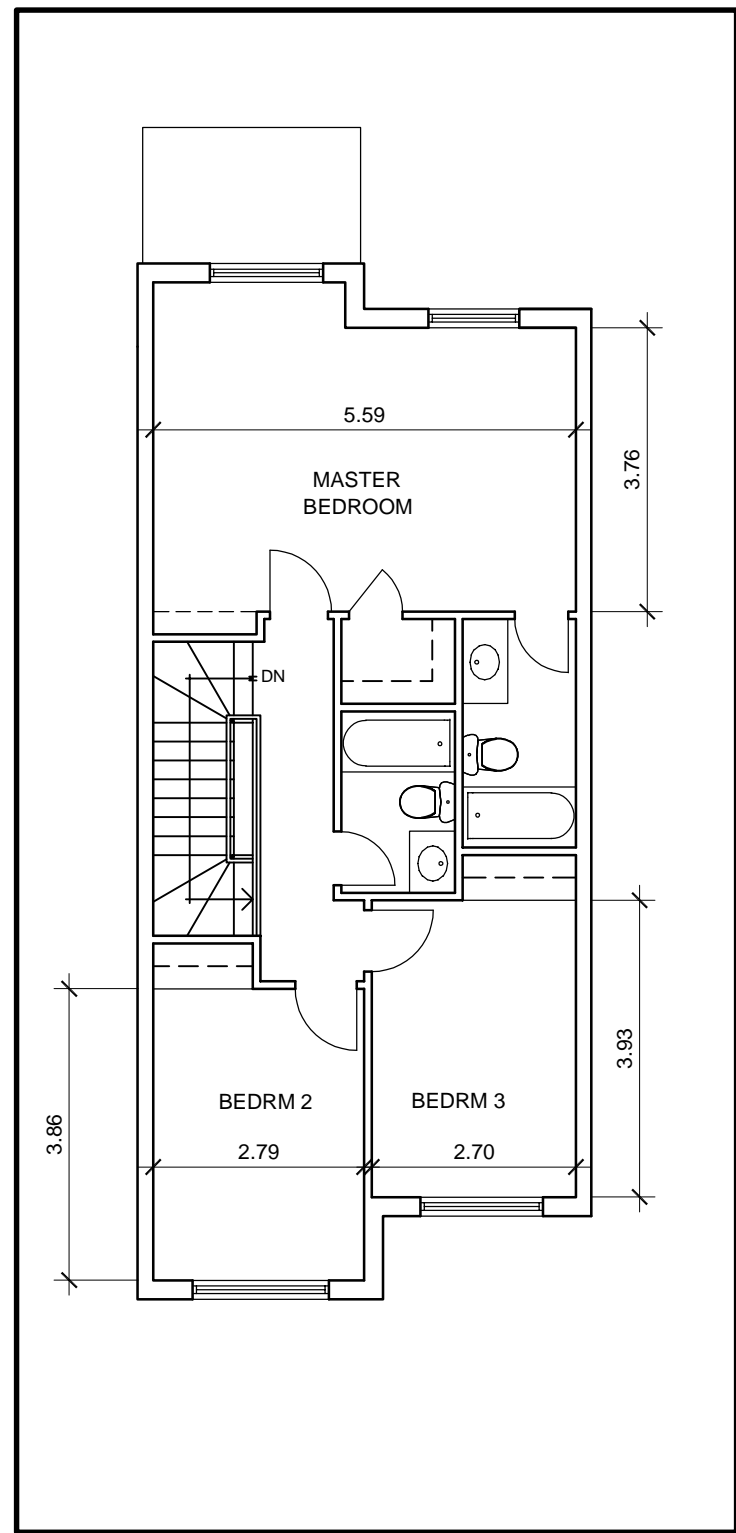 5.59
3.76
MASTER
BEDROOM
DN
3.93
3.86
BEDRM 2
BEDRM 3
2.79
2.70